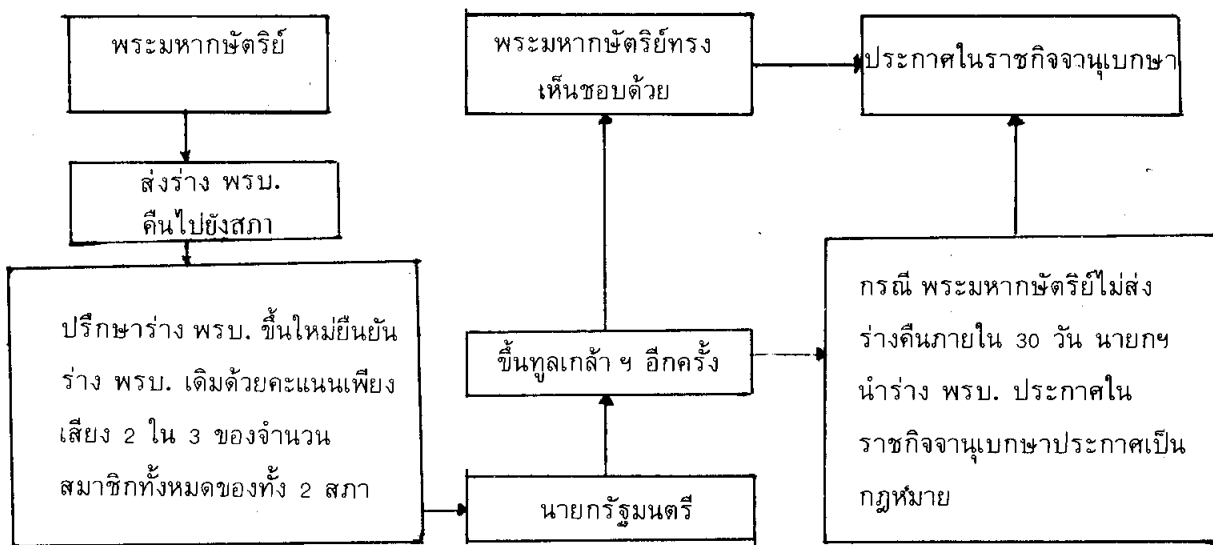 พระมหากษัตริย์
ส่งร่าง พรบ.
คืนไปยังสภา
ปรึกษาร่าง พรบ. ขึ้นใหม่ยืนยัน
ร่าง พรบ. เดิมด้วยคะแนนเพียง
เสียง 2 ใน 3 ของจำนวน
สมาชิกทั้งหมดของทั้ง 2 สภา
นายกรัฐมนตรี
ขึ้นทูลเกล้า ฯ อีกครั้ง
พระมหากษัตริย์ทรง
เห็นชอบด้วย
ประกาศในราชกิจจานุเบกษา
กรณี พระมหากษัตริย์ไม่ส่ง
ร่างคืนภายใน 30 วัน นายกฯ
นำร่าง พรบ. ประกาศใน
ราชกิจจานุเบกษาประกาศเป็น
กฎหมาย